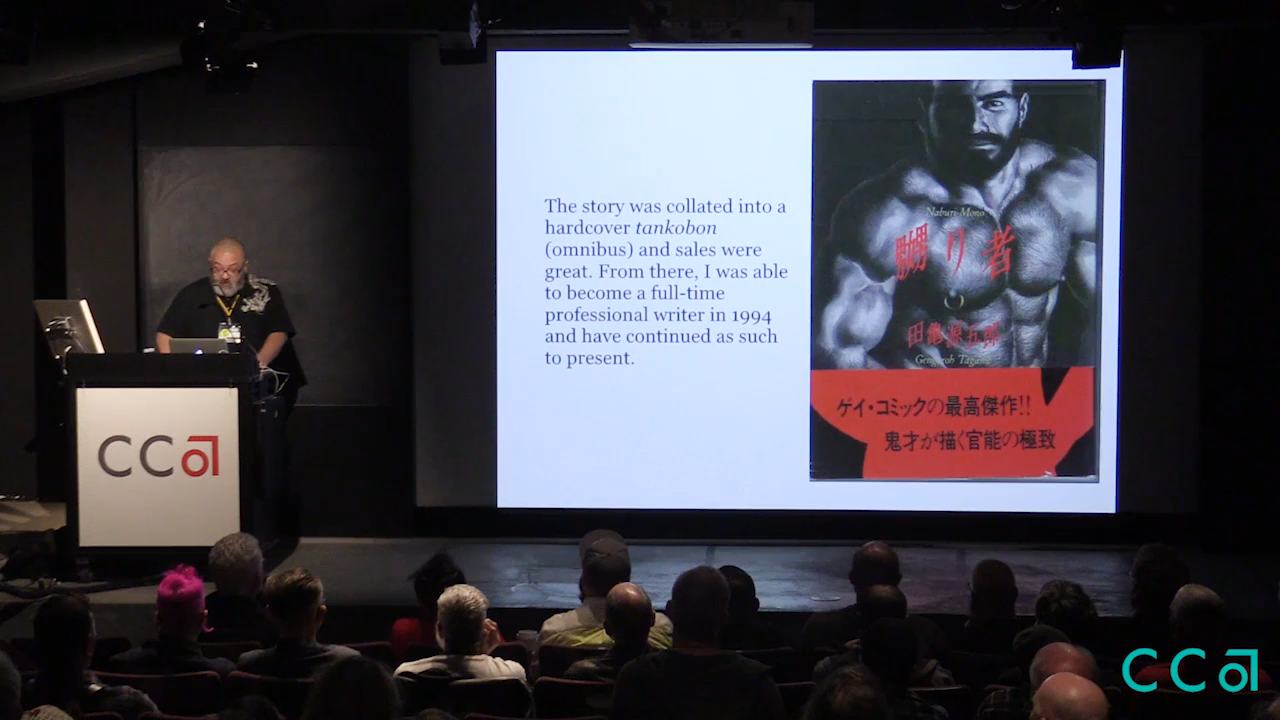 The story was collated into a
hardcover tankobon
(omnibus) and sales were
great. From there, I was able
to become a full-time
professional writer in 1994
and have continued as such
to present.
Naburi-Mono
嬲り者
田亀源五郎
Gengoroh Tagame
ゲイ・コミックの最高傑作!!
鬼才が描く官能の極致
CCa
CCa